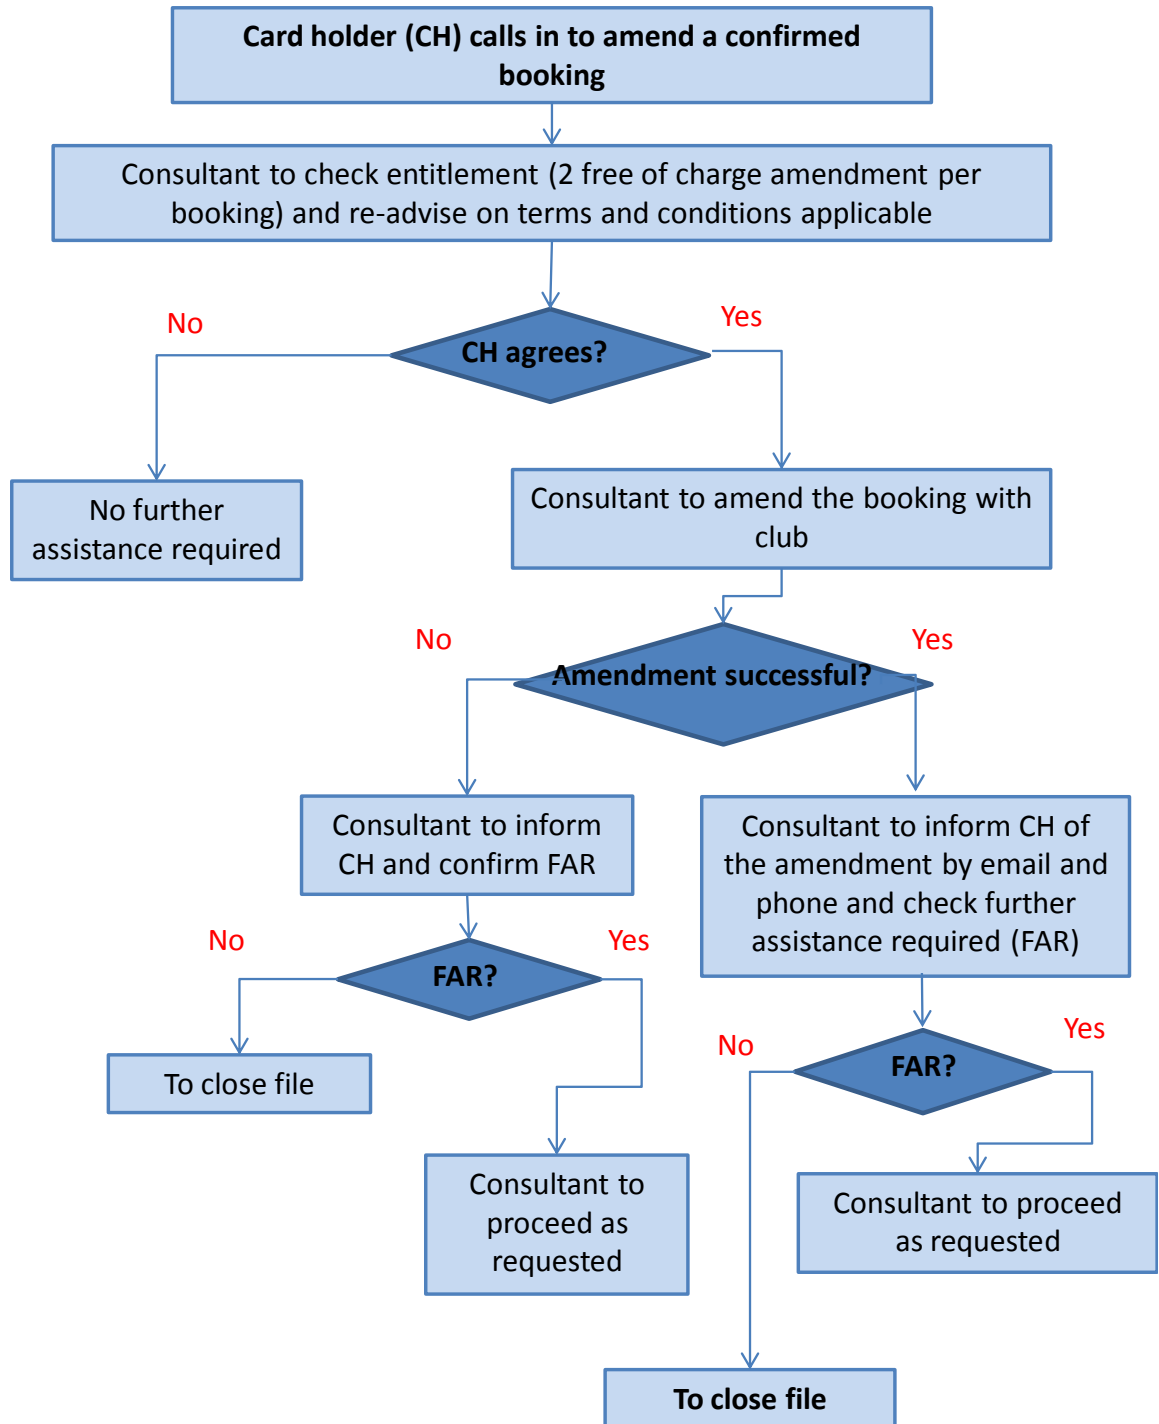 Card holder (CH) calls in to amend a confirmed
booking
Consultant to check entitlement (2 free of charge amendment per
booking) and re-advise on terms and conditions applicable
No
Yes
CH agrees?
No further
assistance required
Consultant to amend the booking with
club
No
Yes
Amendment successful?
Consultant to inform
CH and confirm FAR
Consultant to inform CH of
the amendment by email and
phone and check further
assistance required (FAR)
No
Yes
FAR?
No
Yes
FAR?
To close file
Consultant to
proceed as
requested
Consultant to proceed
as requested
To close file